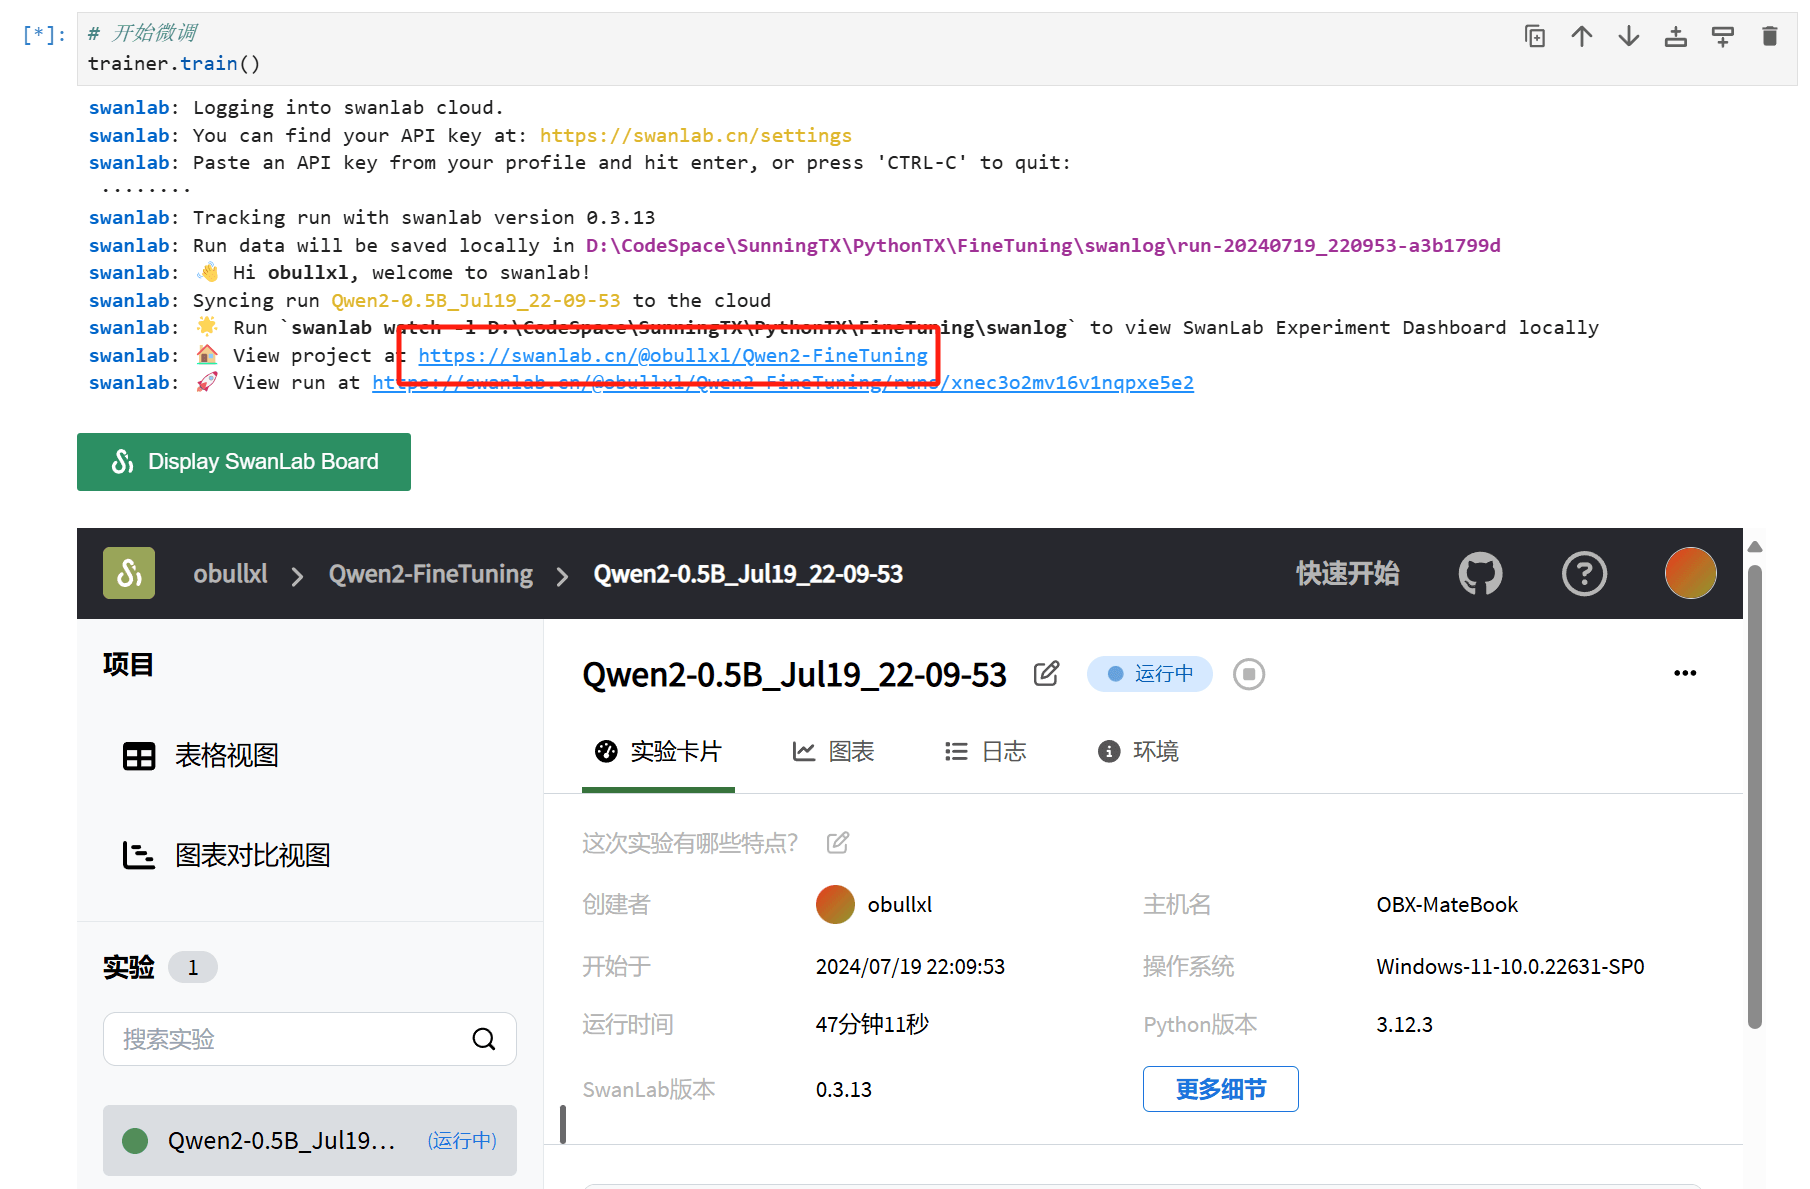 [*]:
# 开始微调
trainer.train()
swanlab: Logging into swanlab cloud.
swanlab: You can find your API key at: https://swanlab.cn/settings
swanlab: Paste an API key from your profile and hit enter, or press 'CTRL-C' to quit:
········
swanlab: Tracking run with swanlab version 0.3.13
swanlab: Run data will be saved locally in D:\CodeSpace\SunningTX\PythonTX\FineTuning\swanlog\run-20240719_220953-a3b1799d
swanlab: 👋 Hi obullxl, welcome to swanlab!
swanlab: Syncing run Qwen2-0.5B_Jul19_22-09-53 to the cloud
swanlab: 🌟 Run `swanlab watch -l D:\CodeSpace\SunningTX\PythonTX\FineTuning\swanlog` to view SwanLab Experiment Dashboard locally
swanlab: 🏠 View project at https://swanlab.cn/@obullxl/Qwen2-FineTuning
swanlab: 🚀 View run at https://swanlab.cn/@obullxl/Qwen2-FineTuning/runs/xnec3o2mv16v1nqpxe5e2
Display SwanLab Board
obullxl > Qwen2-FineTuning > Qwen2-0.5B_Jul19_22-09-53 快速开始
项目
表格视图
图表对比视图
实验 1
搜索实验
Qwen2-0.5B_Jul19... (运行中)
Qwen2-0.5B_Jul19_22-09-53 运行中
实验卡片 图表 日志 环境
这次实验有哪些特点?
创建者 obullxl 主机名 OBX-MateBook
开始于 2024/07/19 22:09:53 操作系统 Windows-11-10.0.22631-SP0
运行时间 47分钟11秒 Python版本 3.12.3
SwanLab版本 0.3.13 更多细节